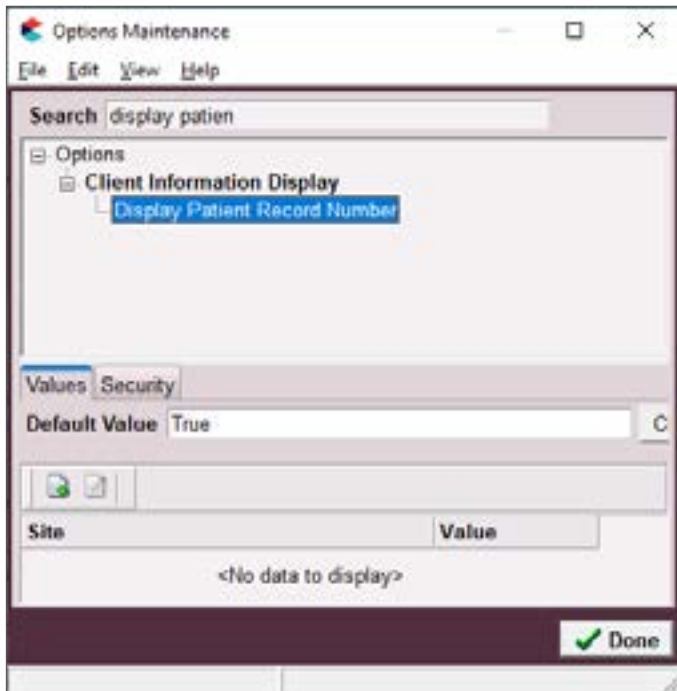 Options Maintenance
File Edit View Help
Search display patien
Options
Client Information Display
Display Patient Record Number
Values Security
Default Value True C
Site Value
<No data to display>
Done